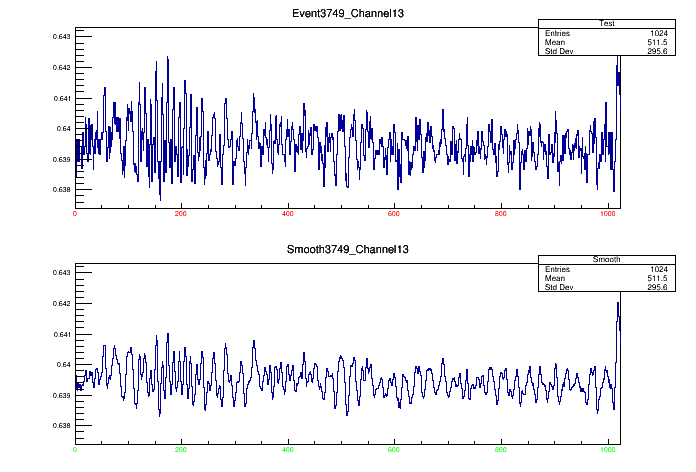 Event3749_Channel13
Test
Entries 1024
Mean 511.5
Std Dev 295.6
0.643
0.642
0.641
0.64
0.639
0.638
0 200 400 600 800 1000
Smooth3749_Channel13
Smooth
Entries 1024
Mean 511.5
Std Dev 295.6
0.643
0.642
0.641
0.64
0.639
0.638
0 200 400 600 800 1000